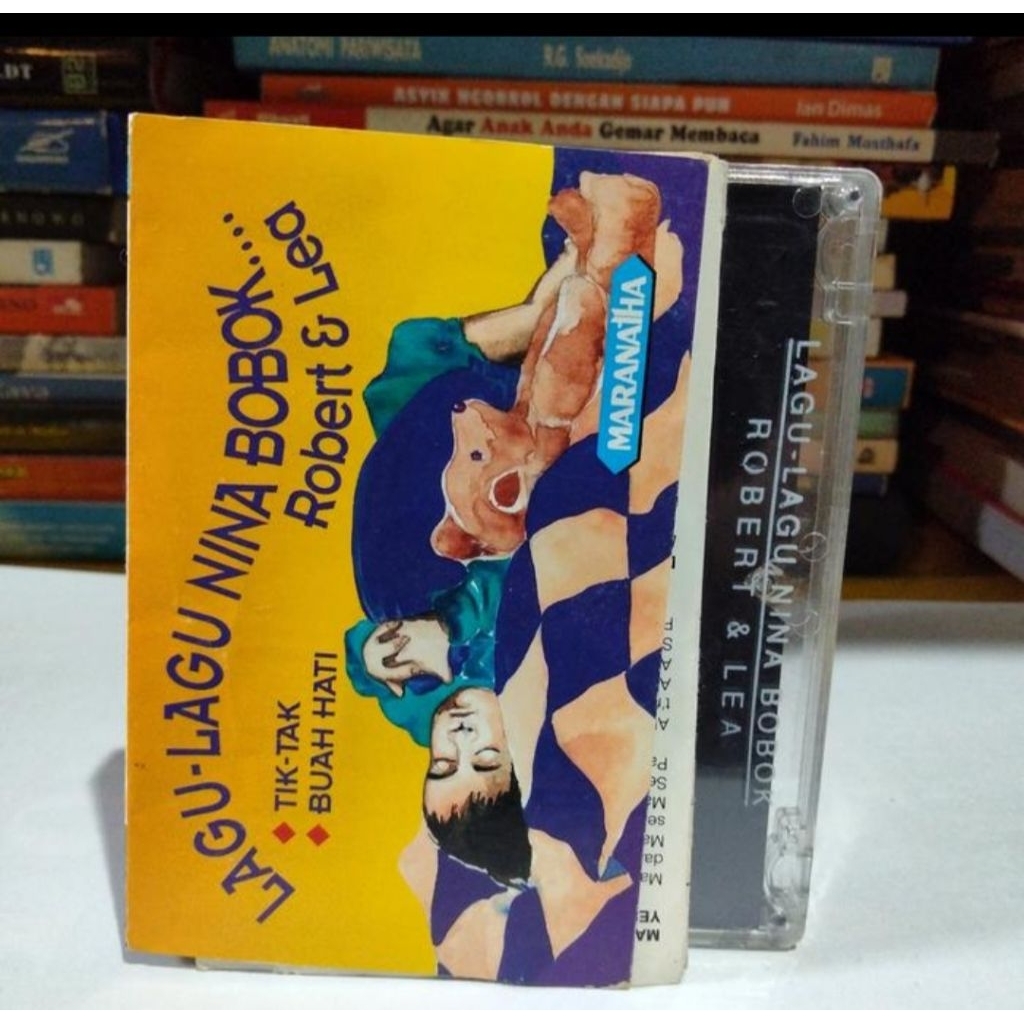 ANATOMI PARIWISATA R.G. Soekadjo
ASYIK NGOBROL DENGAN SIAPA PUN Ian Dimas
Agar Anak Anda Gemar Membaca Fahim Musthafa
LAGU-LAGU NINA BOBOK....
Robert & Lea
TIK-TAK
BUAH HATI
MARANATHA
LAGU-LAGU NINA BOBOK
ROBERT & LEA